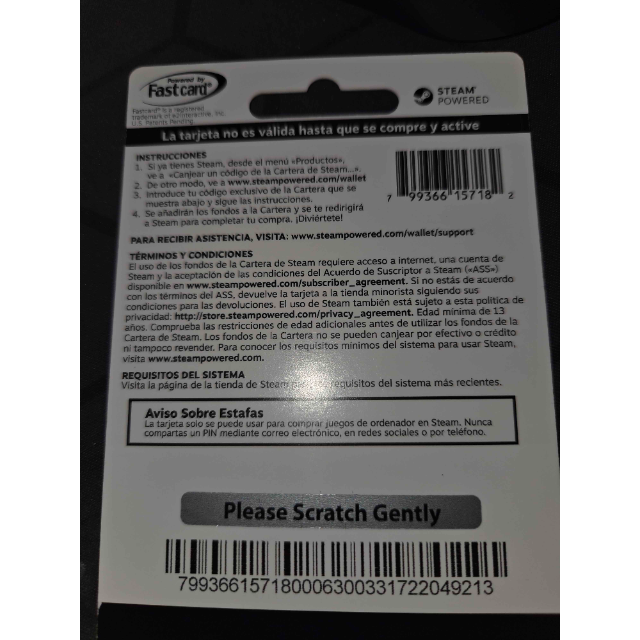 Powered by
Fastcard®
Fastcard® is a registered
trademark of e2interactive, Inc.
U.S. Patents Pending.
STEAM™
POWERED
La tarjeta no es válida hasta que se compre y active
INSTRUCCIONES
1. Si ya tienes Steam, desde el menú «Productos»,
ve a «Canjear un código de la Cartera de Steam...».
2. De otro modo, ve a www.steampowered.com/wallet
3. Introduce tu código exclusivo de la Cartera que se
muestra abajo y sigue las instrucciones.
4. Se añadirán los fondos a la Cartera y se te redirigirá
a Steam para completar tu compra. ¡Diviértete!
7 99366 15718 2
PARA RECIBIR ASISTENCIA, VISITA: www.steampowered.com/wallet/support
TÉRMINOS Y CONDICIONES
El uso de los fondos de la Cartera de Steam requiere acceso a internet, una cuenta de
Steam y la aceptación de las condiciones del Acuerdo de Suscriptor a Steam («ASS»)
disponible en www.steampowered.com/subscriber_agreement. Si no estás de acuerdo
con los términos del ASS, devuelve la tarjeta a la tienda minorista siguiendo sus
condiciones para las devoluciones. El uso de Steam también está sujeto a esta política de
privacidad: http://store.steampowered.com/privacy_agreement. Edad mínima de 13
años. Comprueba las restricciones de edad adicionales antes de utilizar los fondos de la
Cartera de Steam. Los fondos de la Cartera no se pueden canjear por efectivo o crédito
ni tampoco revender. Para conocer los requisitos mínimos del sistema para usar Steam,
visita www.steampowered.com.
REQUISITOS DEL SISTEMA
Visita la página de la tienda de Steam requisitos del sistema más recientes.
Aviso Sobre Estafas
La tarjeta solo se puede usar para comprar juegos de ordenador en Steam. Nunca
compartas un PIN mediante correo electrónico, en redes sociales o por teléfono.
Please Scratch Gently
799366157180006300331722049213